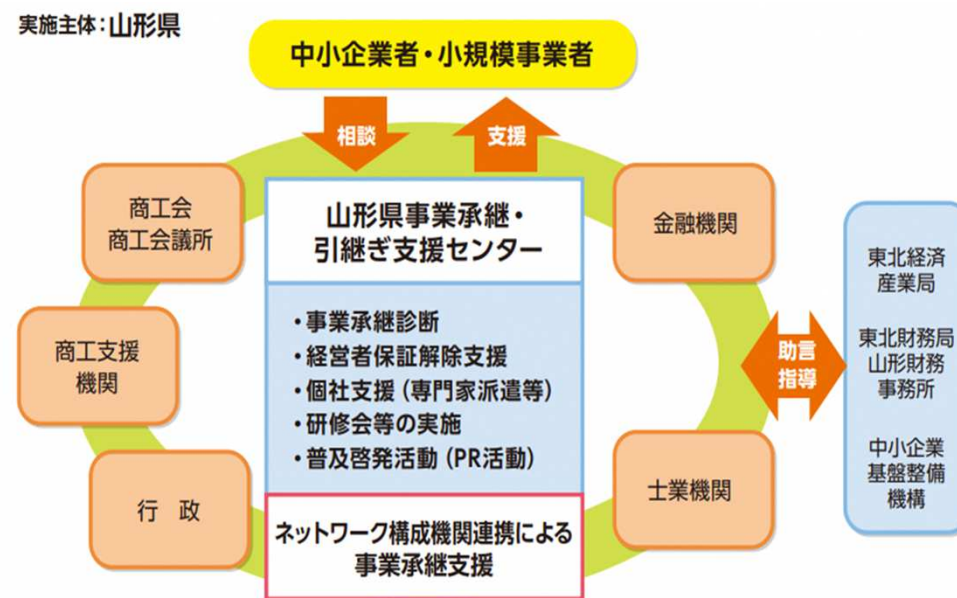 実施主体：山形県
中小企業者・小規模事業者
相談
支援
商工会
商工会議所
山形県事業承継・
引継ぎ支援センター
金融機関
・事業承継診断
・経営者保証解除支援
・個社支援（専門家派遣等）
・研修会等の実施
・普及啓発活動（PR活動）
商工支援
機関
助言
指導
東北経済
産業局
東北財務局
山形財務
事務所
中小企業
基盤整備
機構
行　政
士業機関
ネットワーク構成機関連携による
事業承継支援